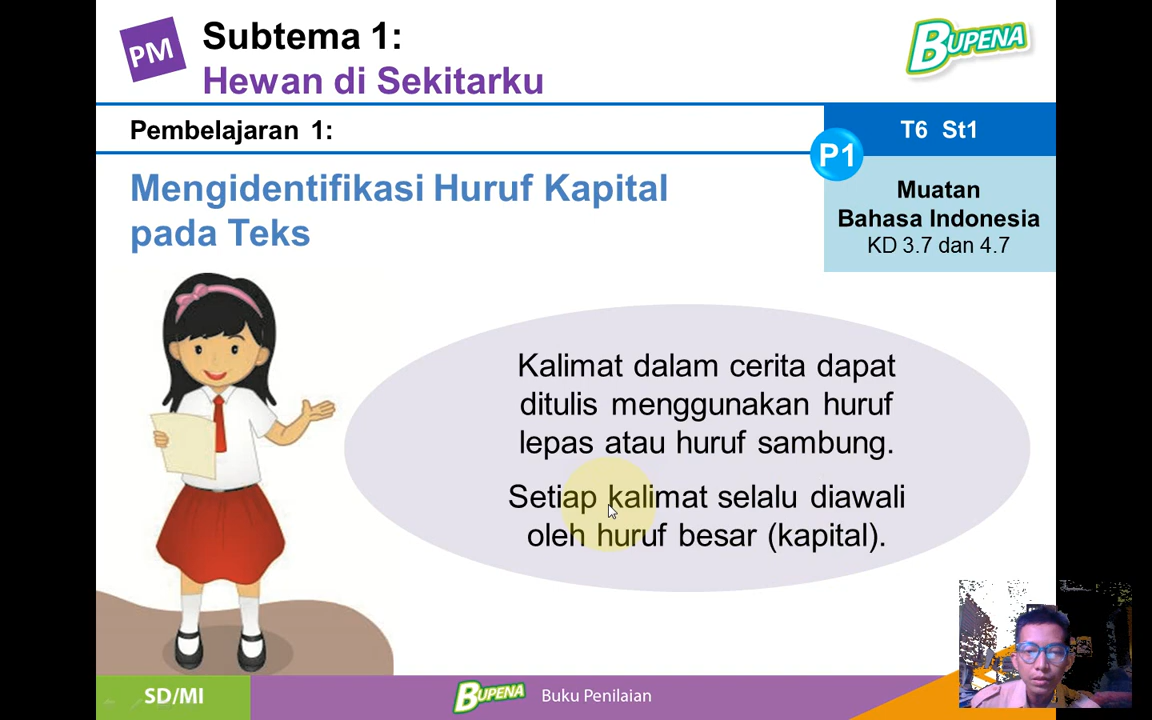 PM
Subtema 1:
Hewan di Sekitarku
BUPENA
Pembelajaran 1:
T6 St1
P1
Mengidentifikasi Huruf Kapital
pada Teks
Muatan
Bahasa Indonesia
KD 3.7 dan 4.7
Kalimat dalam cerita dapat
ditulis menggunakan huruf
lepas atau huruf sambung.
Setiap kalimat selalu diawali
oleh huruf besar (kapital).
SD/MI
BUPENA Buku Penilaian